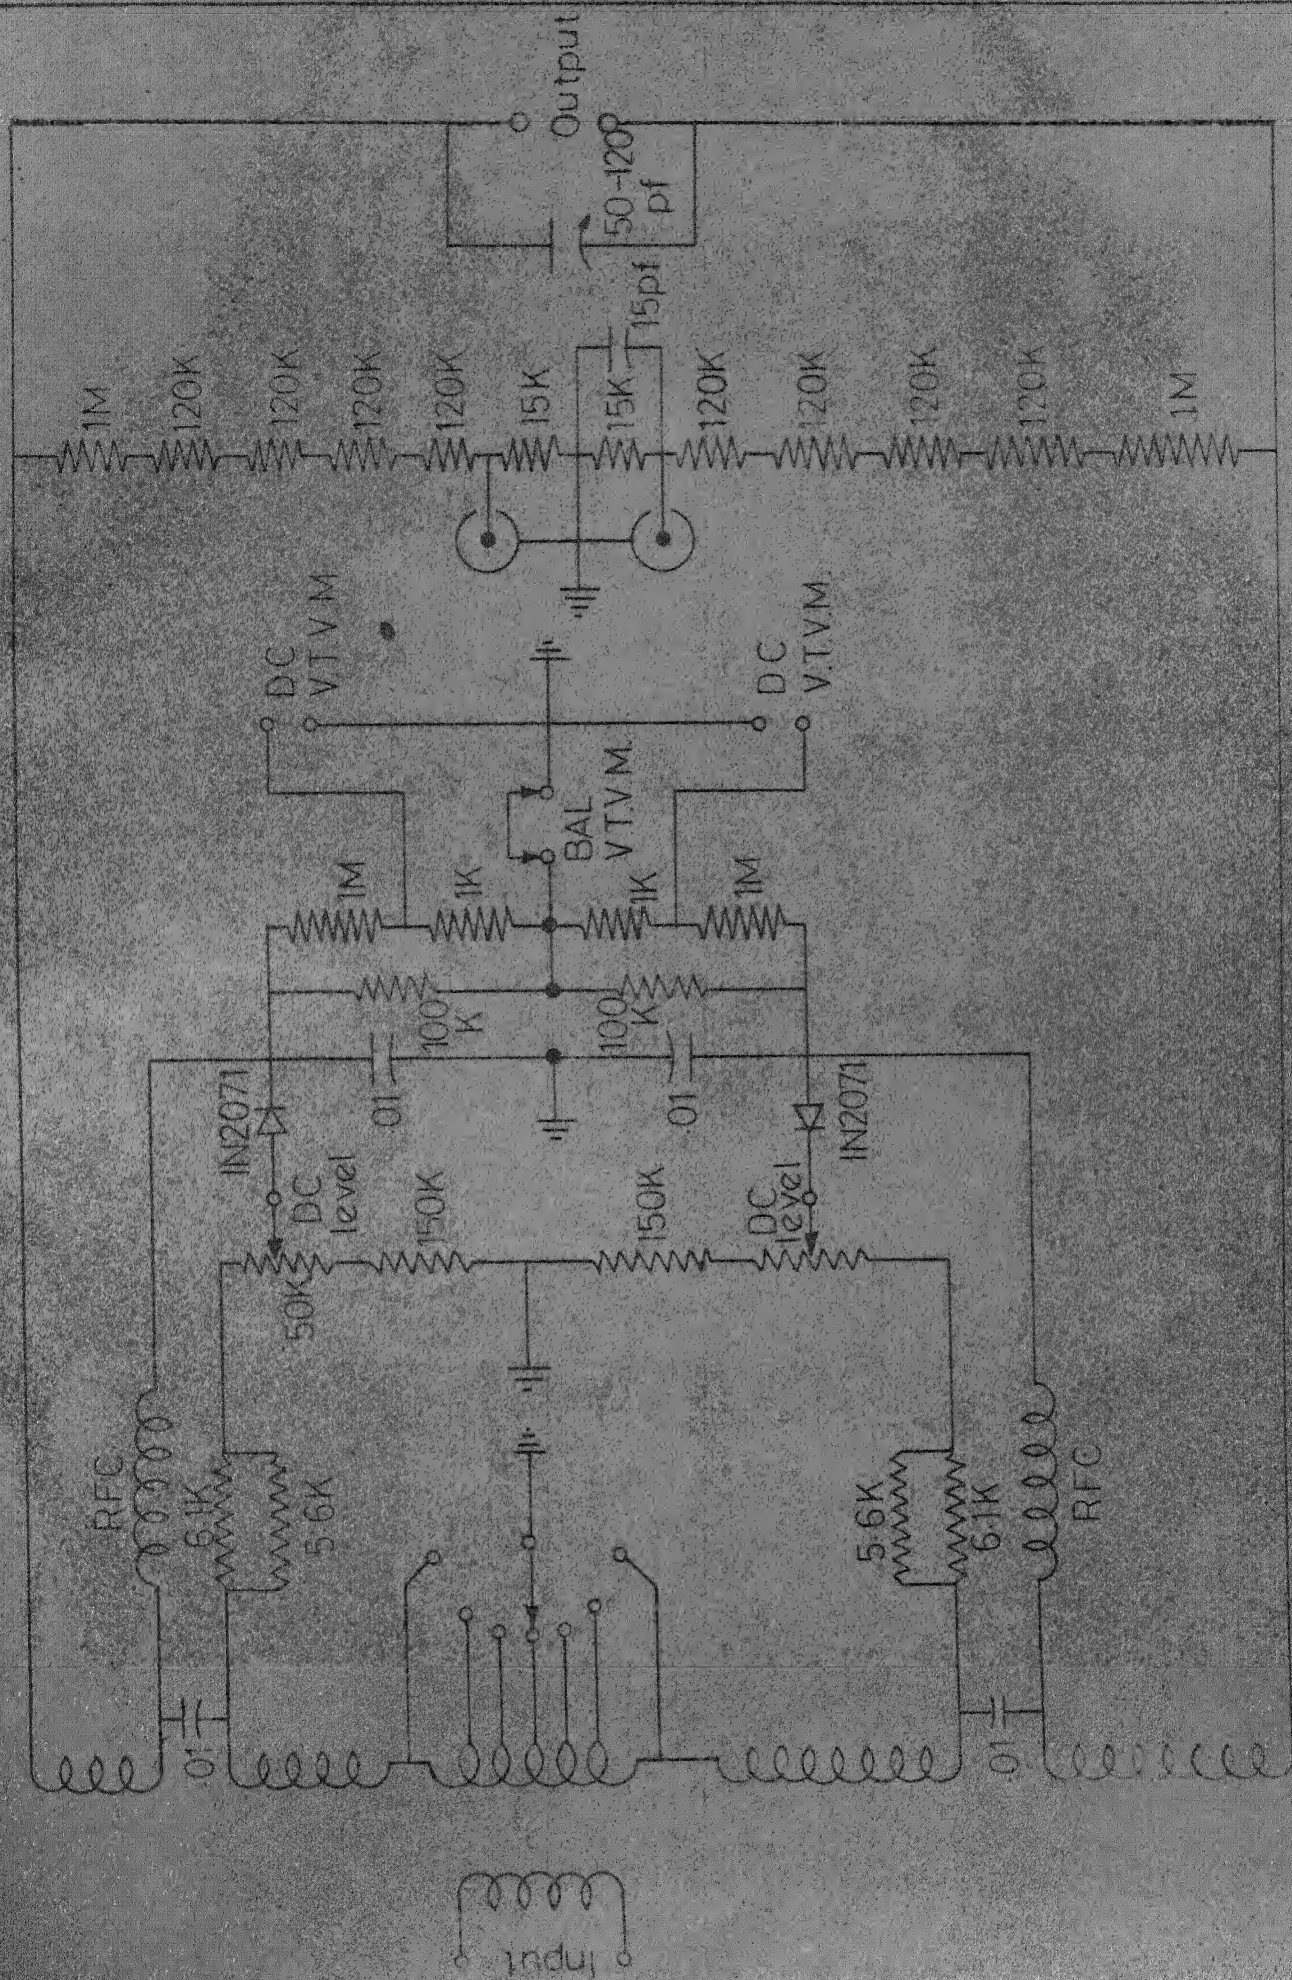 Output
50-120
pf
15pf
1M
120K
120K
120K
120K
15K
15K
120K
120K
120K
120K
1M
DC
V.T.V.M
DC
V.T.V.M.
BAL
V.T.V.M.
1M
1K
1K
1M
100
K
100
K
.01
.01
IN2071
IN2071
DC
level
DC
level
50K
150K
150K
RFC
6.1K
5.6K
5.6K
6.1K
RFC
.01
.01
Input